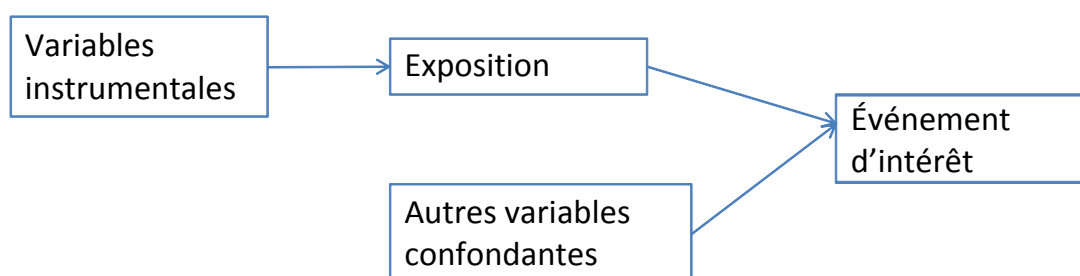 Variables
instrumentales
Exposition
Événement
d’intérêt
Autres variables
confondantes